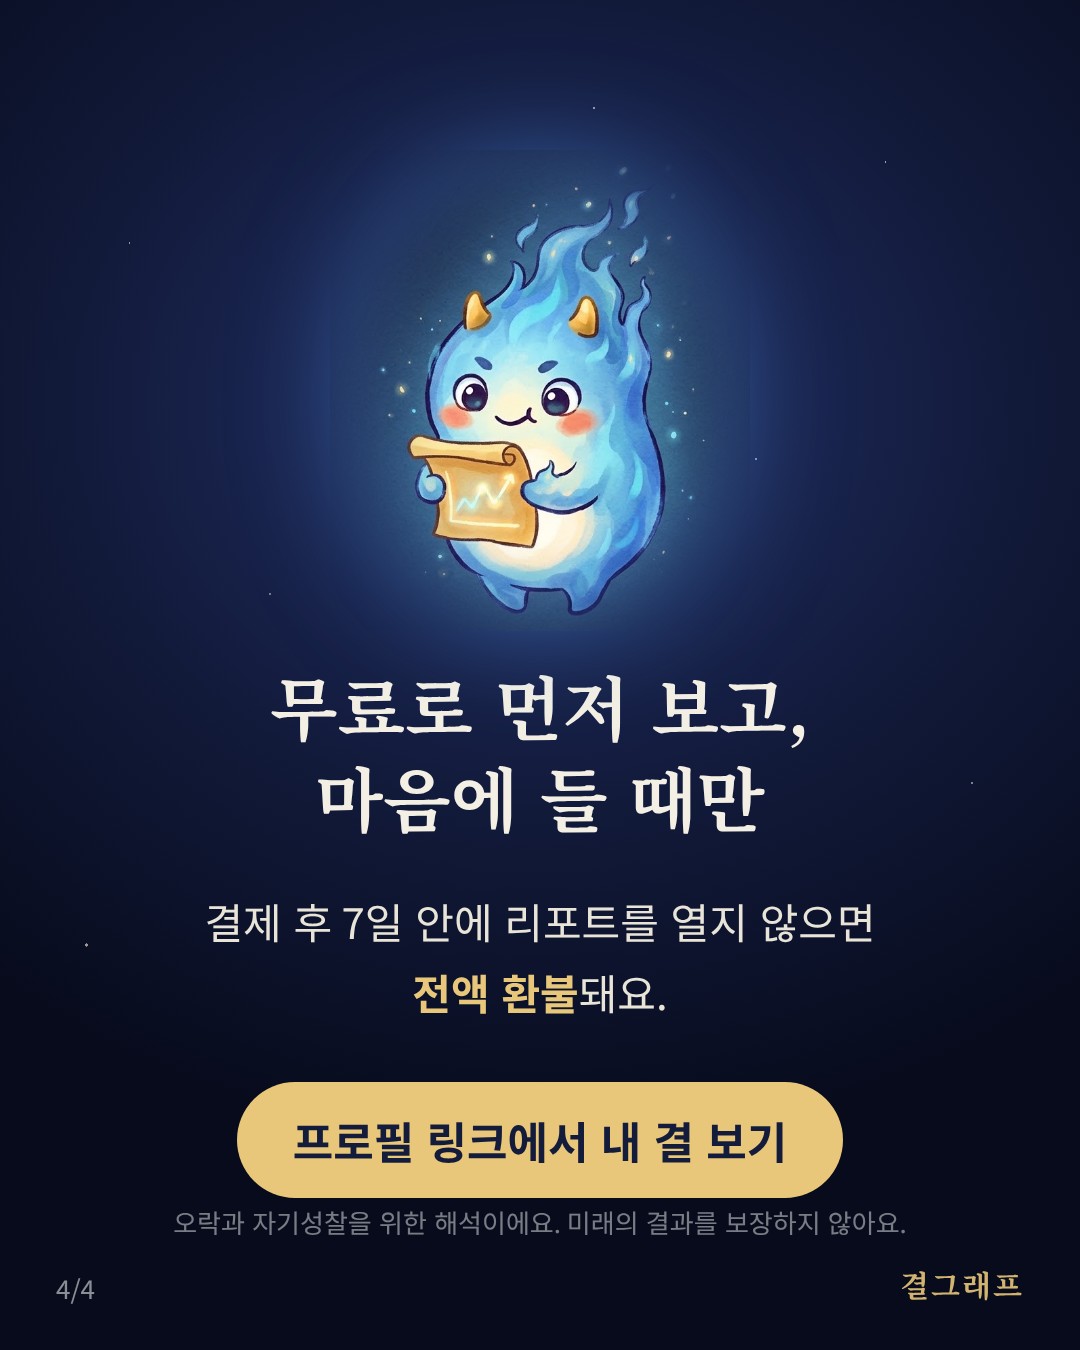 무료로 먼저 보고,
마음에 들 때만
결제 후 7일 안에 리포트를 열지 않으면
전액 환불돼요.
프로필 링크에서 내 결 보기
오락과 자기성찰을 위한 해석이에요. 미래의 결과를 보장하지 않아요.
4/4
결그래프